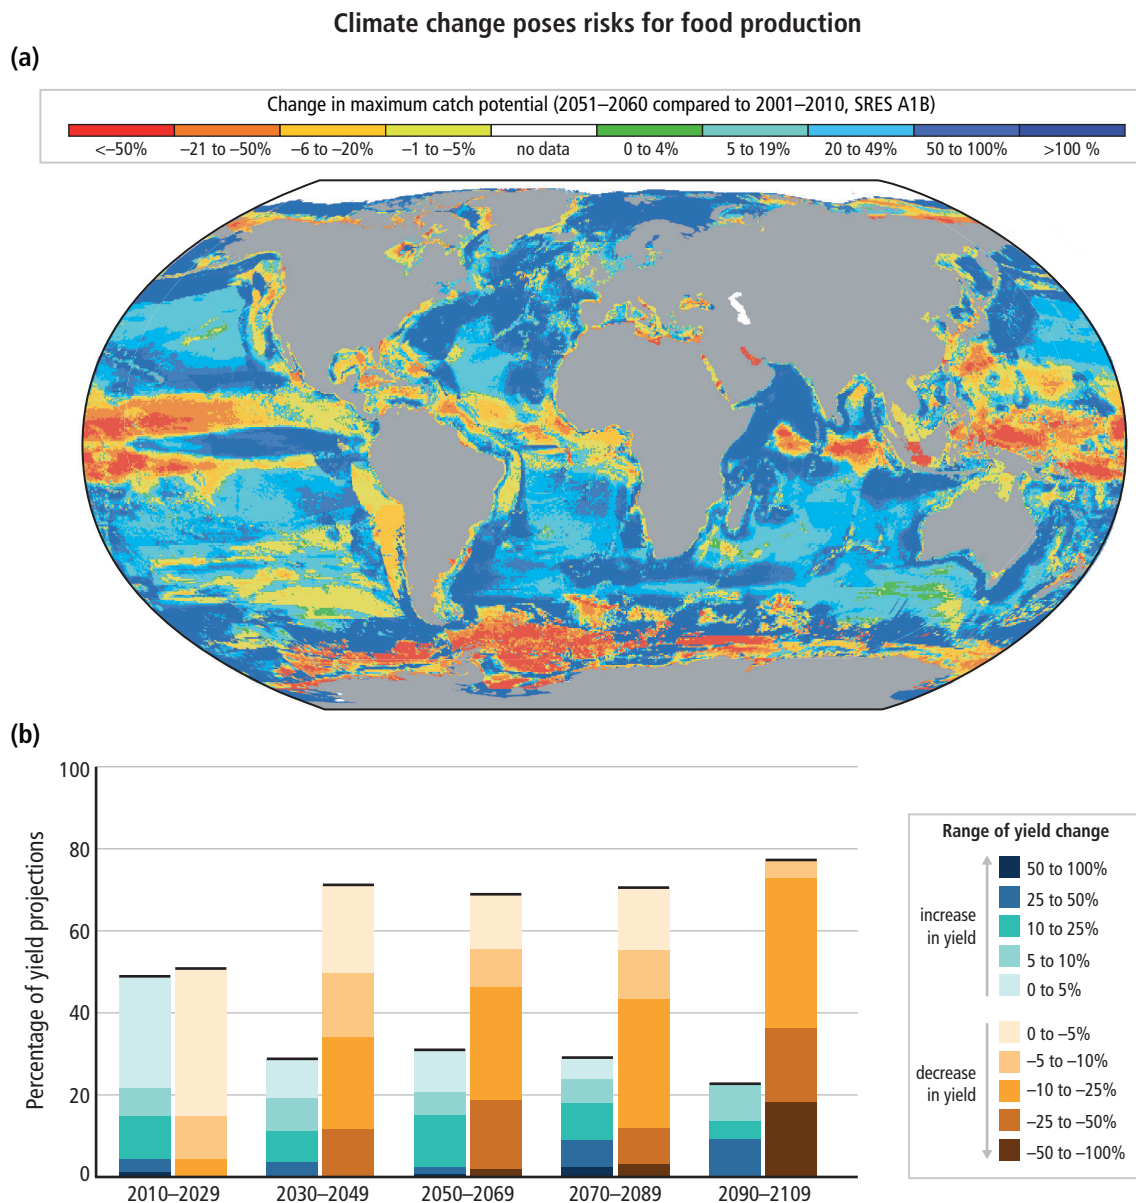 Climate change poses risks for food production
(a)
Change in maximum catch potential (2051–2060 compared to 2001–2010, SRES A1B)
<–50% –21 to –50% –6 to –20% –1 to –5% no data 0 to 4% 5 to 19% 20 to 49% 50 to 100% >100 %
(b)
Percentage of yield projections
100
80
60
40
20
0
2010–2029 2030–2049 2050–2069 2070–2089 2090–2109
Range of yield change
increase in yield
50 to 100%
25 to 50%
10 to 25%
5 to 10%
0 to 5%
decrease in yield
0 to –5%
–5 to –10%
–10 to –25%
–25 to –50%
–50 to –100%